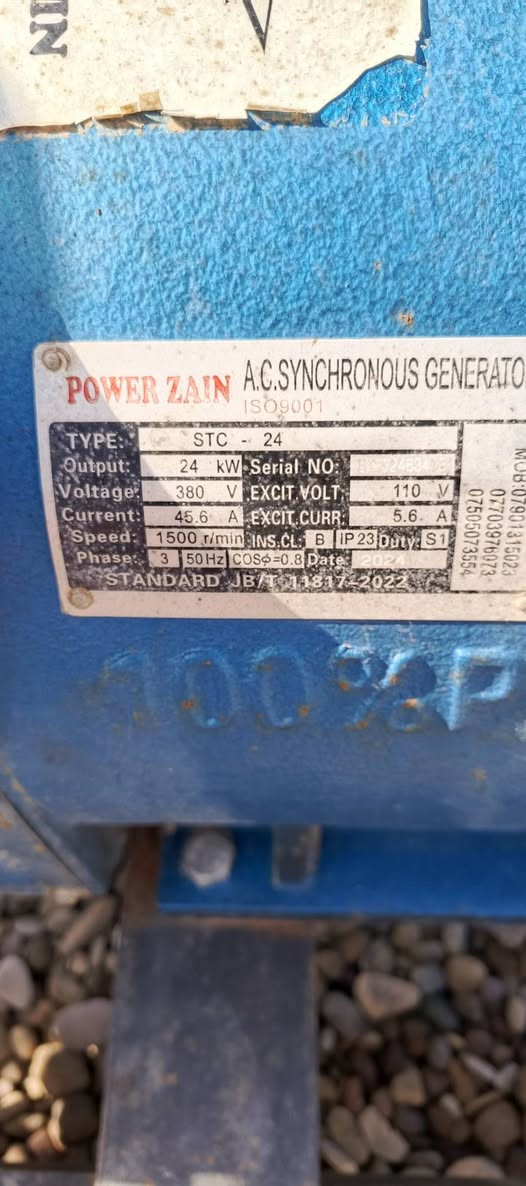 POWER ZAIN A.C.SYNCHRONOUS GENERATO
ISO9001
TYPE: STC - 24
Output: 24 kW Serial NO:
Voltage: 380 V EXCIT.VOLT. 110 V
Current: 45.6 A EXCIT.CURR: 5.6. A
Speed: 1500 r/min INS.CL: B IP23 Duty: S1
Phase: 3 50Hz COSφ=0.8 Date: 2024
STANDARD JB/T 11817-2022
07703976973
07505073554
100%P